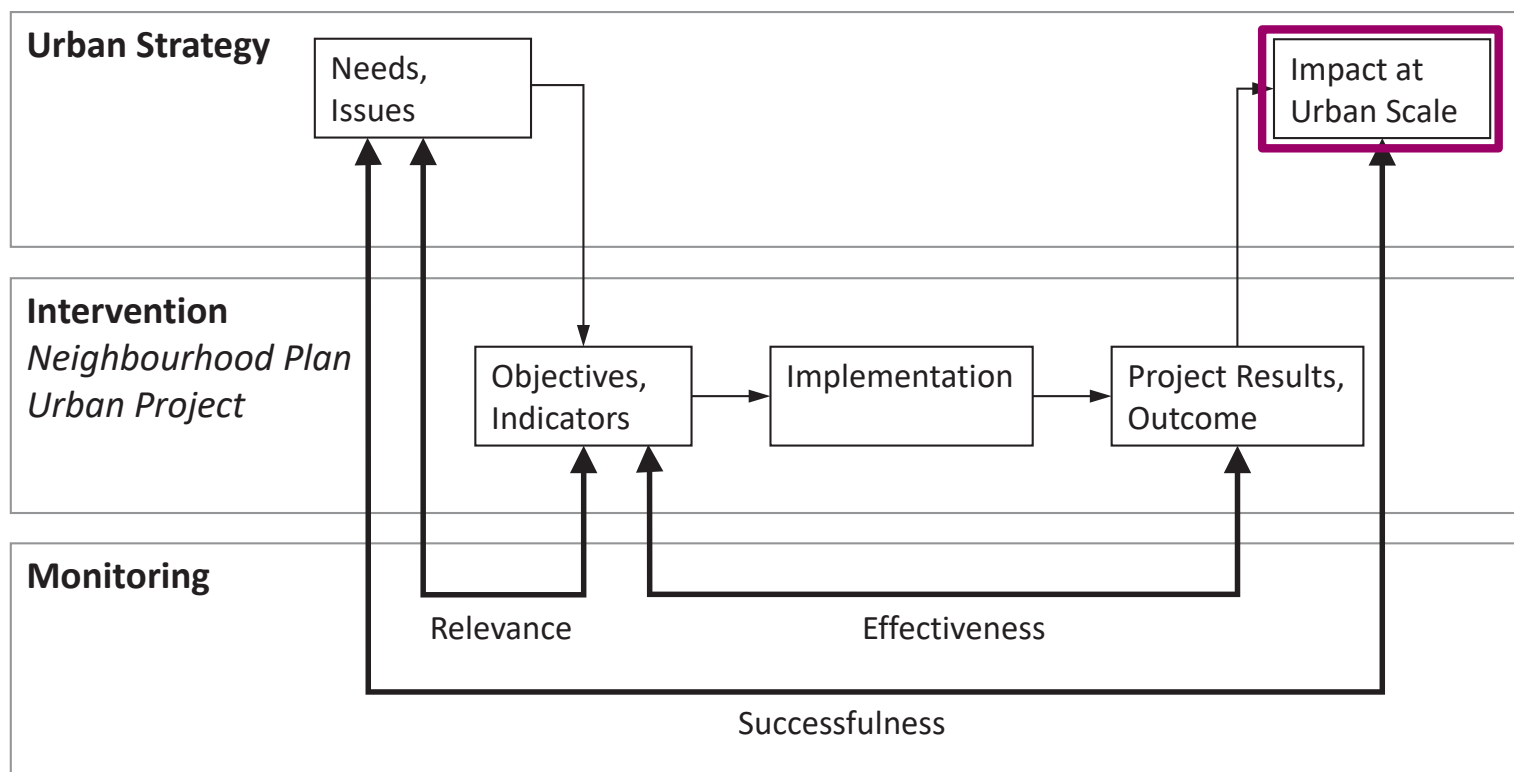 Urban Strategy
Needs,
Issues
Impact at
Urban Scale
Intervention
Neighbourhood Plan
Urban Project
Objectives,
Indicators
Implementation
Project Results,
Outcome
Monitoring
Relevance
Effectiveness
Successfulness